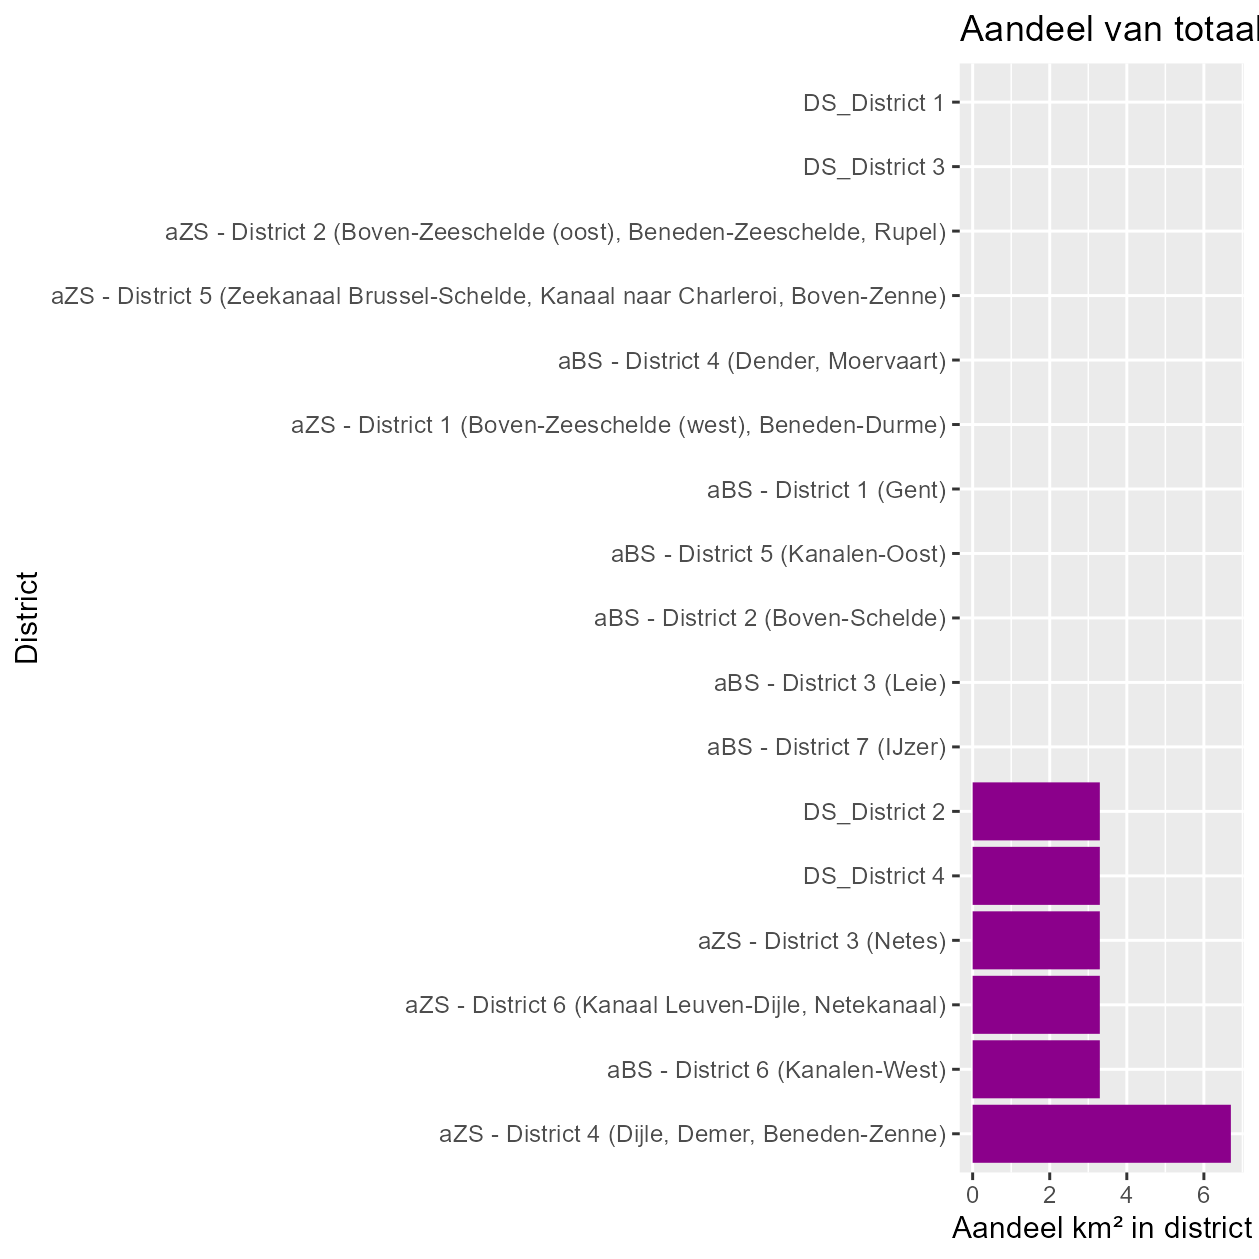 Aandeel van totaal
DS_District 1
DS_District 3
aZS - District 2 (Boven-Zeeschelde (oost), Beneden-Zeeschelde, Rupel)
aZS - District 5 (Zeekanaal Brussel-Schelde, Kanaal naar Charleroi, Boven-Zenne)
aBS - District 4 (Dender, Moervaart)
aZS - District 1 (Boven-Zeeschelde (west), Beneden-Durme)
aBS - District 1 (Gent)
aBS - District 5 (Kanalen-Oost)
District
aBS - District 2 (Boven-Schelde)
aBS - District 3 (Leie)
aBS - District 7 (IJzer)
DS_District 2
DS_District 4
aZS - District 3 (Netes)
aZS - District 6 (Kanaal Leuven-Dijle, Netekanaal)
aBS - District 6 (Kanalen-West)
aZS - District 4 (Dijle, Demer, Beneden-Zenne)
0 2 4 6
Aandeel km² in district